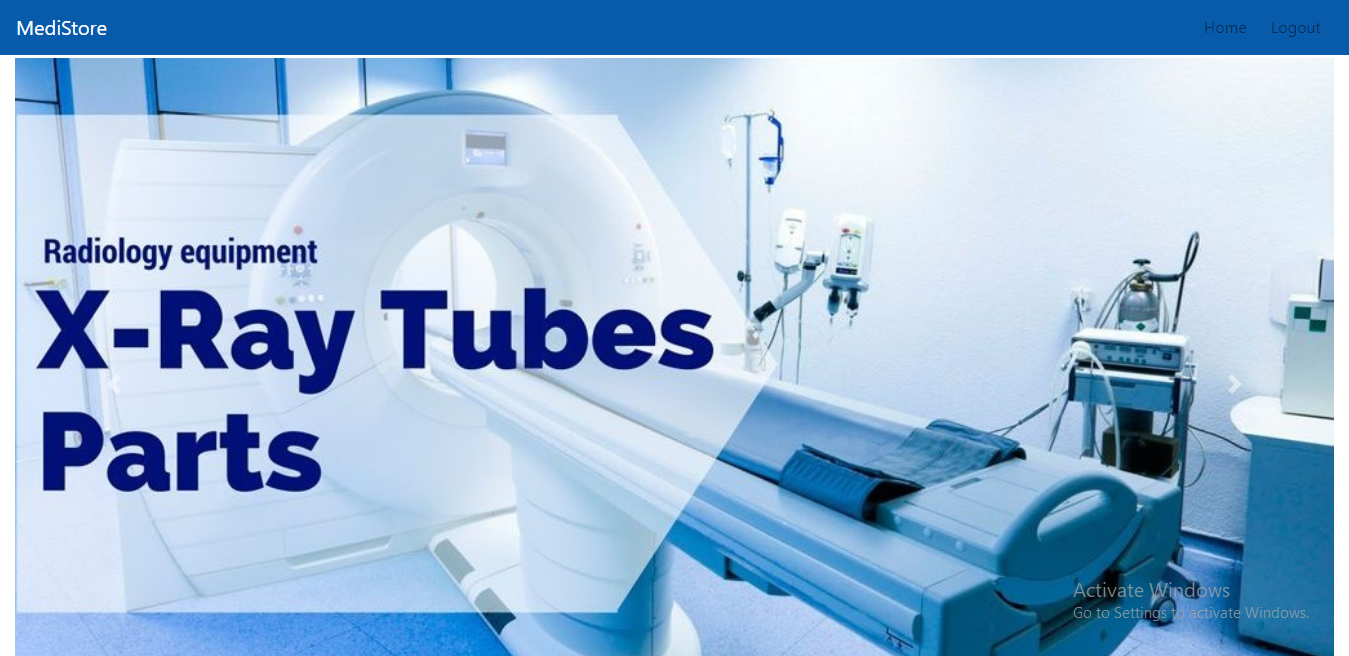 MediStore
Home Logout
Radiology equipment
X-Ray Tubes
Parts
Activate Windows
Go to Settings to activate Windows.